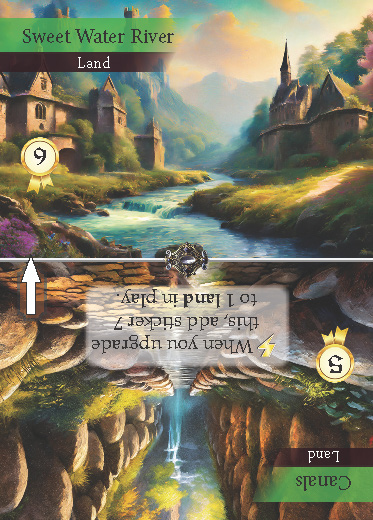 Sweet Water River
Land
6
Canals
Land
5
When you upgrade
this, add sticker 7
to 1 land in play.